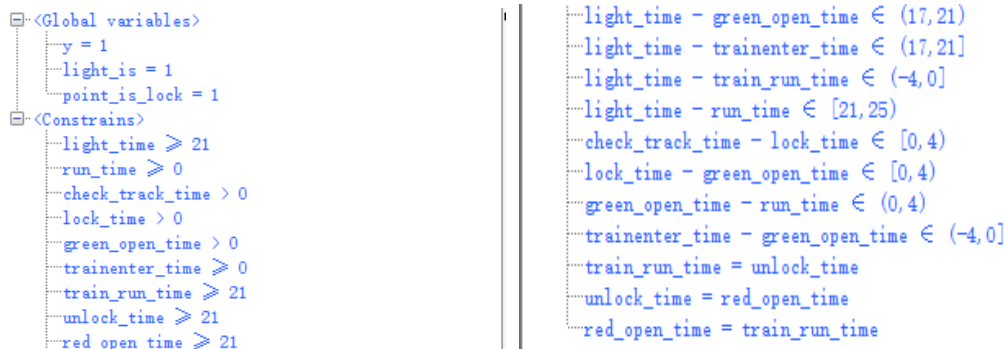 <Global variables>
y = 1
light_is = 1
point_is_lock = 1
<Constrains>
light_time ⩾ 21
run_time ⩾ 0
check_track_time > 0
lock_time > 0
green_open_time > 0
trainenter_time ⩾ 0
train_run_time ⩾ 21
unlock_time ⩾ 21
red_open_time ⩾ 21
light_time - green_open_time ∈ (17,21)
light_time - trainenter_time ∈ (17,21]
light_time - train_run_time ∈ (-4,0]
light_time - run_time ∈ [21,25)
check_track_time - lock_time ∈ [0,4)
lock_time - green_open_time ∈ [0,4)
green_open_time - run_time ∈ (0,4)
trainenter_time - green_open_time ∈ (-4,0]
train_run_time = unlock_time
unlock_time = red_open_time
red_open_time = train_run_time